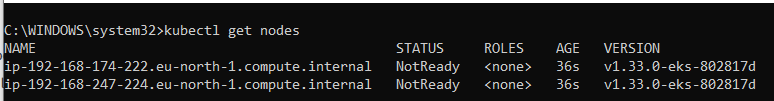 C:\WINDOWS\system32>kubectl get nodes
NAME STATUS ROLES AGE VERSION
ip-192-168-174-222.eu-north-1.compute.internal NotReady <none> 36s v1.33.0-eks-802817d
ip-192-168-247-224.eu-north-1.compute.internal NotReady <none> 36s v1.33.0-eks-802817d